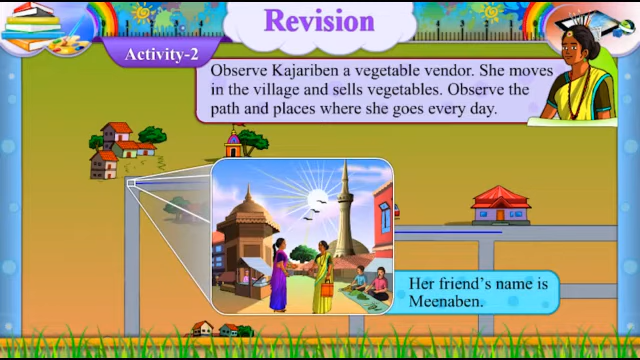 Revision
Activity-2
Observe Kajariben a vegetable vendor. She moves
in the village and sells vegetables. Observe the
path and places where she goes every day.
Her friend's name is
Meenaben.